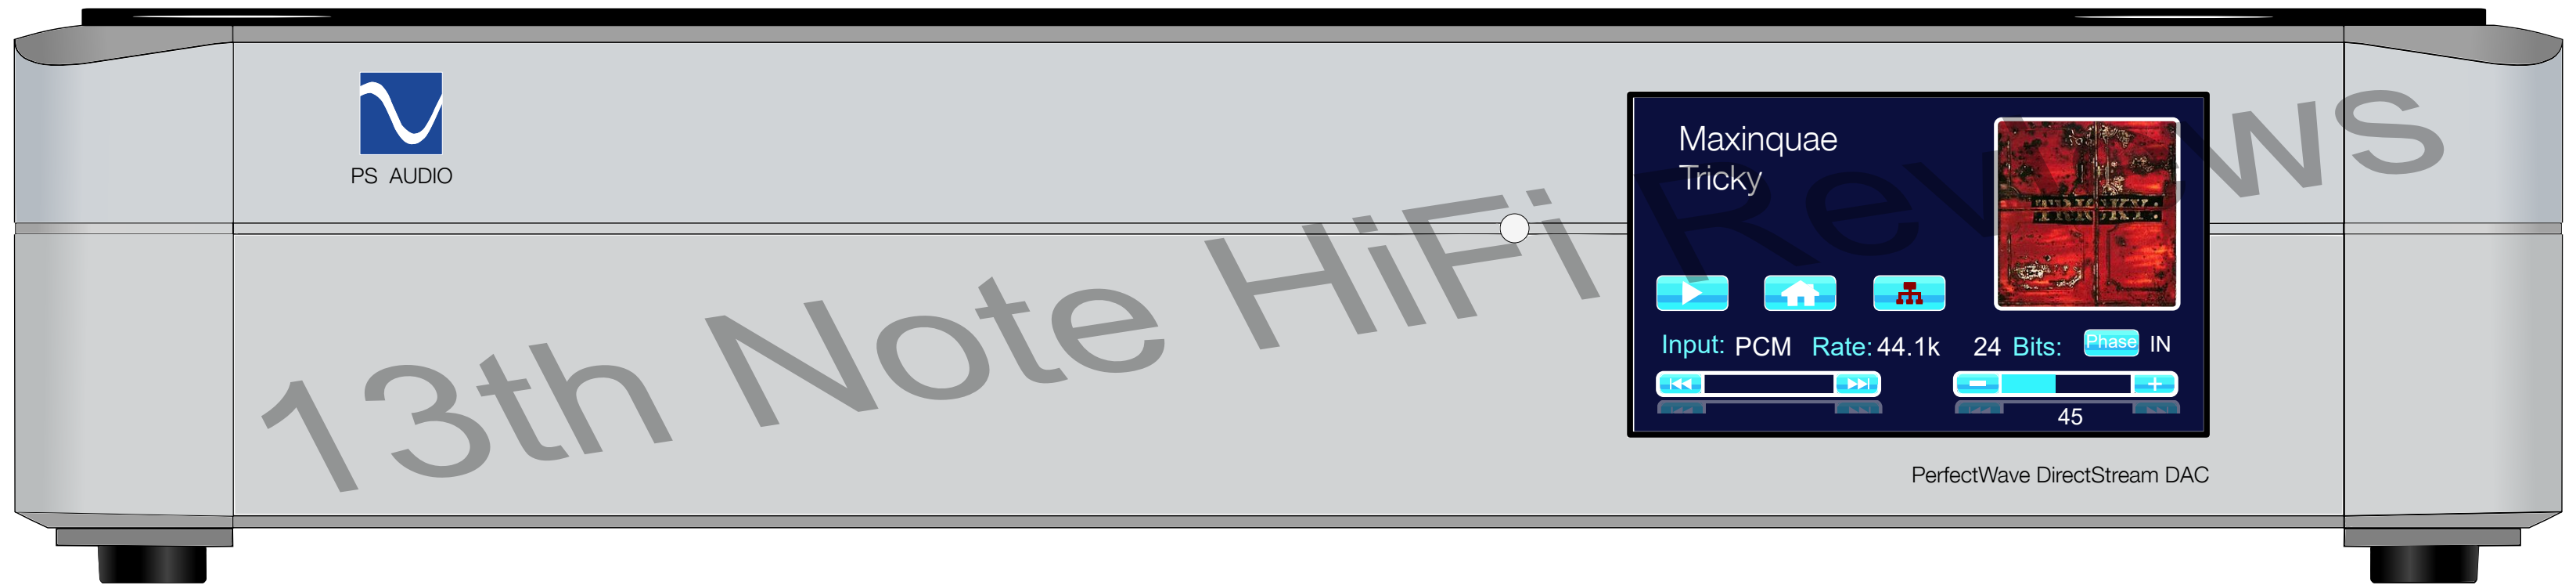 PS AUDIO
13th Note HiFi Reviews
Maxinquae
Tricky
TRICKY.
Input: PCM Rate: 44.1k 24 Bits: Phase IN
45
PerfectWave DirectStream DAC